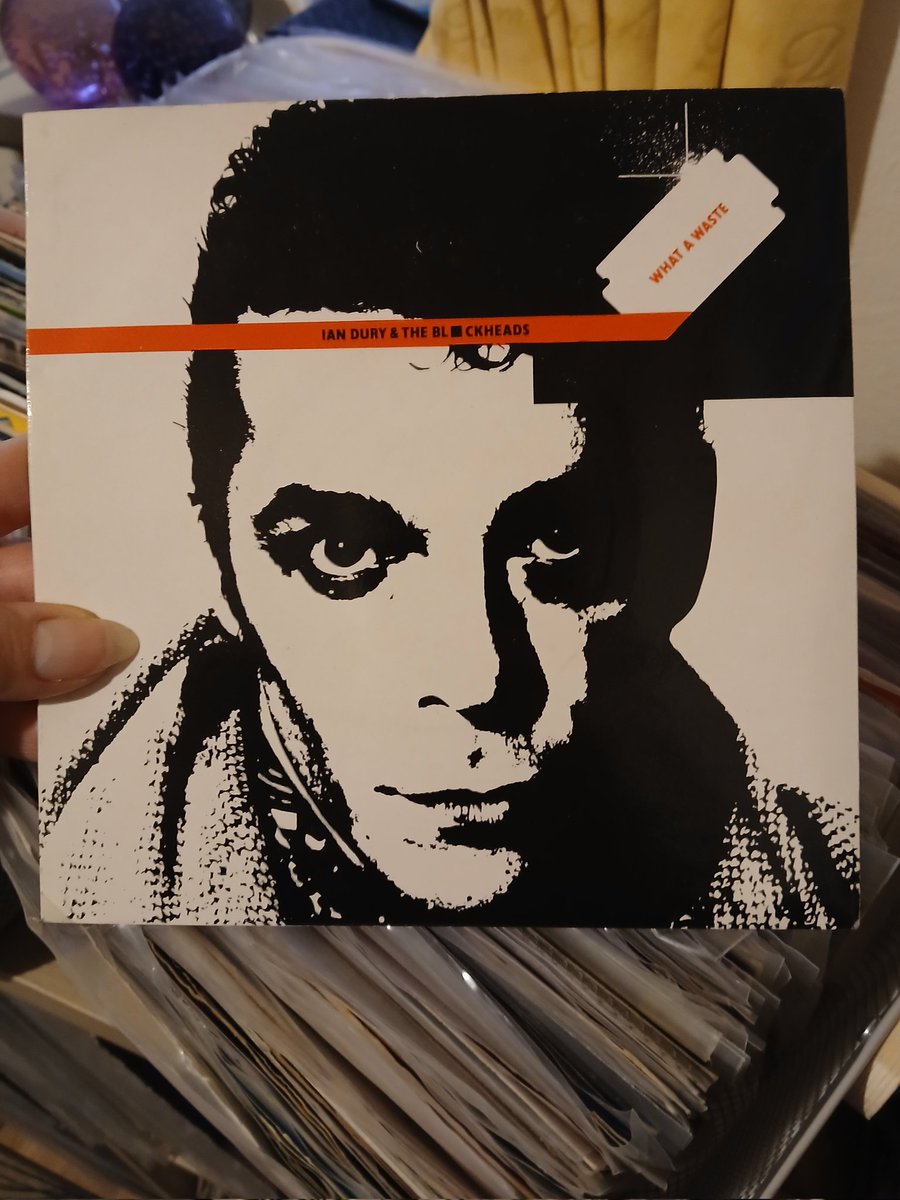 WHAT A WASTE
IAN DURY & THE BL■CKHEADS